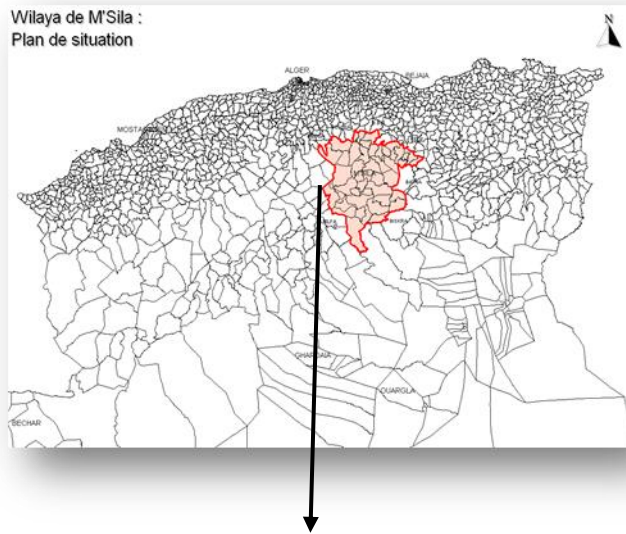 Wilaya de M'Sila :
Plan de situation
N
ALGER
BEJAIA
GHARDAIA
OUARGLA
BECHAR